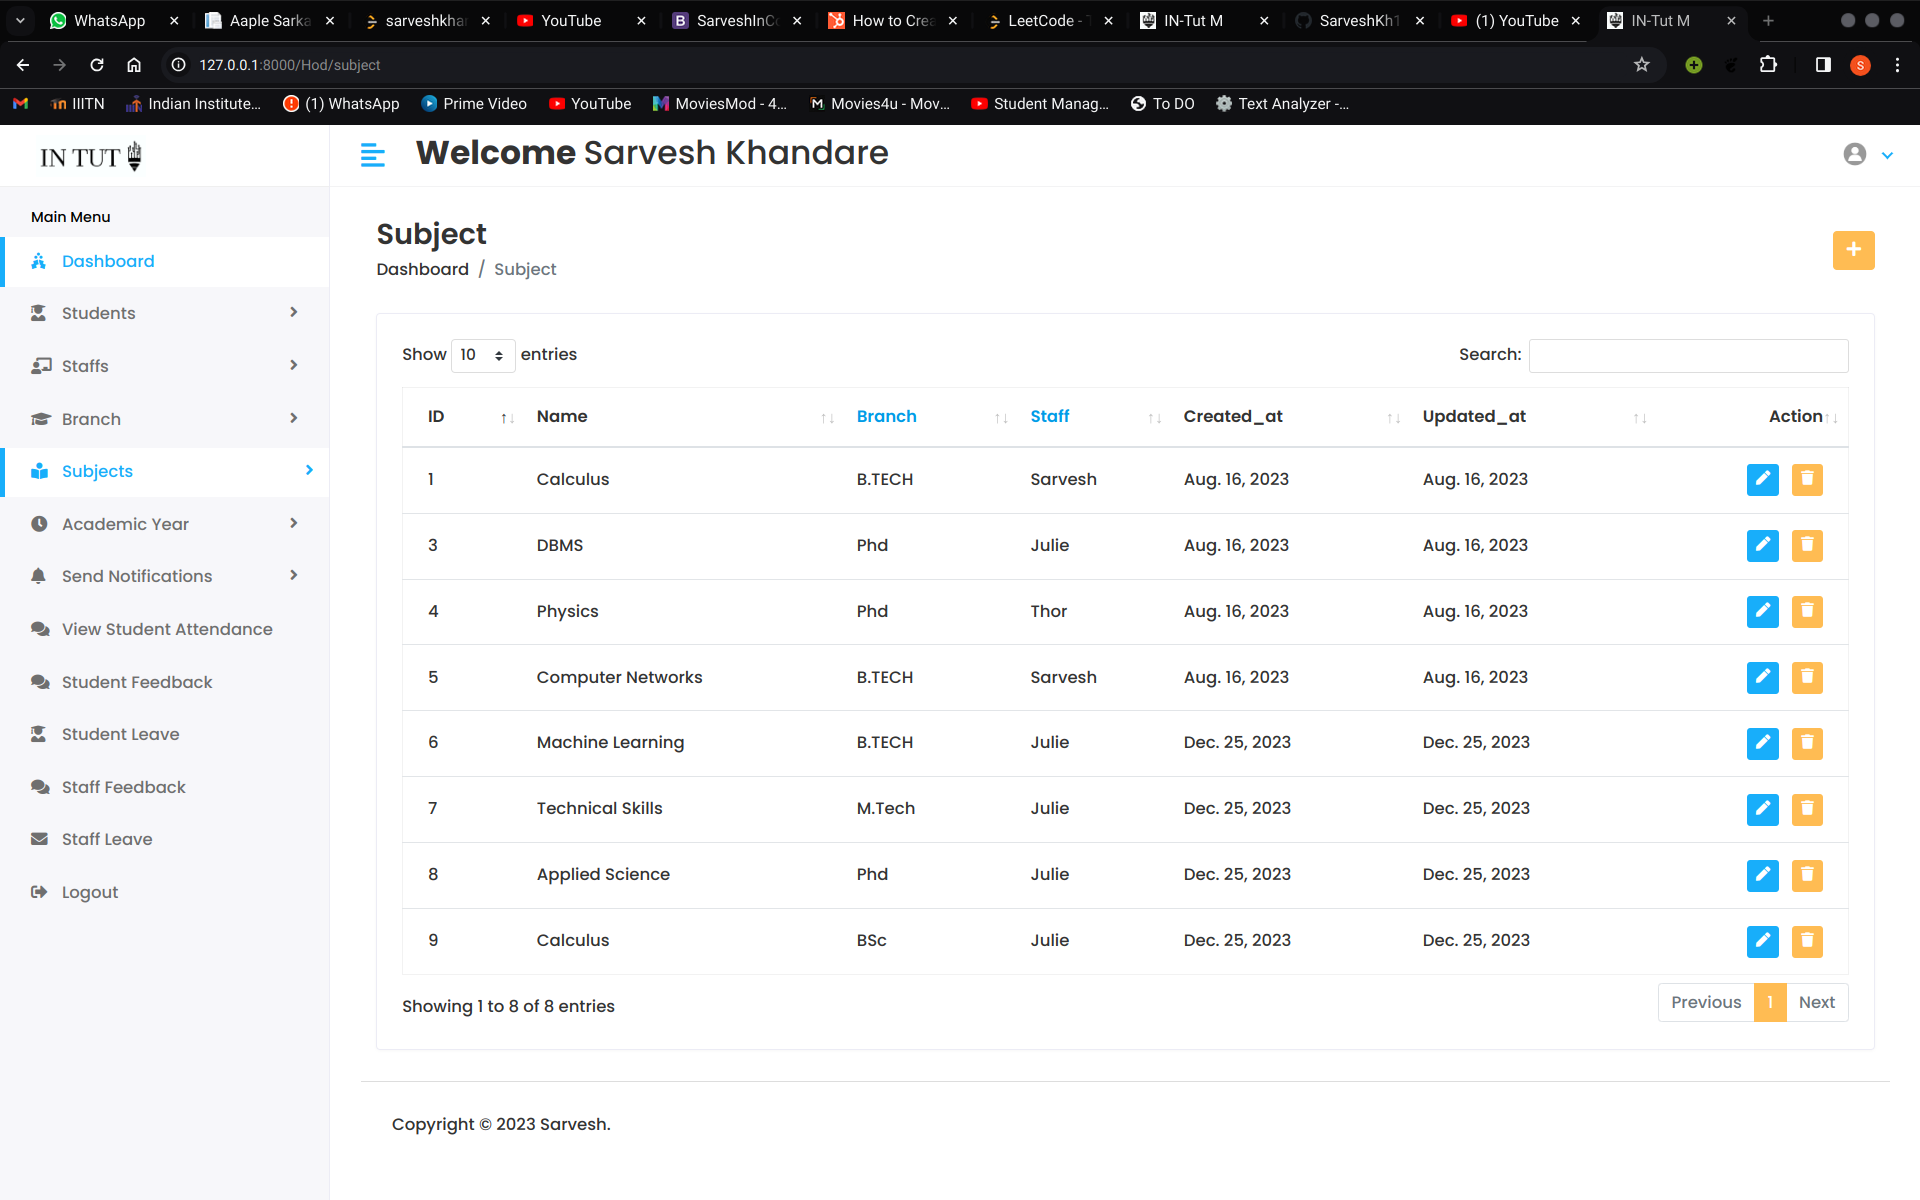 WhatsApp
Aaple Sarka
sarveshkhar
YouTube
SarveshInCo
How to Crea
LeetCode - T
IN-Tut M
SarveshKh1
(1) YouTube
IN-Tut M
127.0.0.1:8000/Hod/subject
S
IIITN
Indian Institute...
(1) WhatsApp
Prime Video
YouTube
MoviesMod - 4...
Movies4u - Mov...
Student Manag...
To DO
Text Analyzer -...
IN TUT
Welcome Sarvesh Khandare
Main Menu
Dashboard
Students
Staffs
Branch
Subjects
Academic Year
Send Notifications
View Student Attendance
Student Feedback
Student Leave
Staff Feedback
Staff Leave
Logout
Subject
Dashboard / Subject
Show 10 entries
Search:
ID Name Branch Staff Created_at Updated_at Action
1 Calculus B.TECH Sarvesh Aug. 16, 2023 Aug. 16, 2023
3 DBMS Phd Julie Aug. 16, 2023 Aug. 16, 2023
4 Physics Phd Thor Aug. 16, 2023 Aug. 16, 2023
5 Computer Networks B.TECH Sarvesh Aug. 16, 2023 Aug. 16, 2023
6 Machine Learning B.TECH Julie Dec. 25, 2023 Dec. 25, 2023
7 Technical Skills M.Tech Julie Dec. 25, 2023 Dec. 25, 2023
8 Applied Science Phd Julie Dec. 25, 2023 Dec. 25, 2023
9 Calculus BSc Julie Dec. 25, 2023 Dec. 25, 2023
Showing 1 to 8 of 8 entries
Previous 1 Next
Copyright © 2023 Sarvesh.